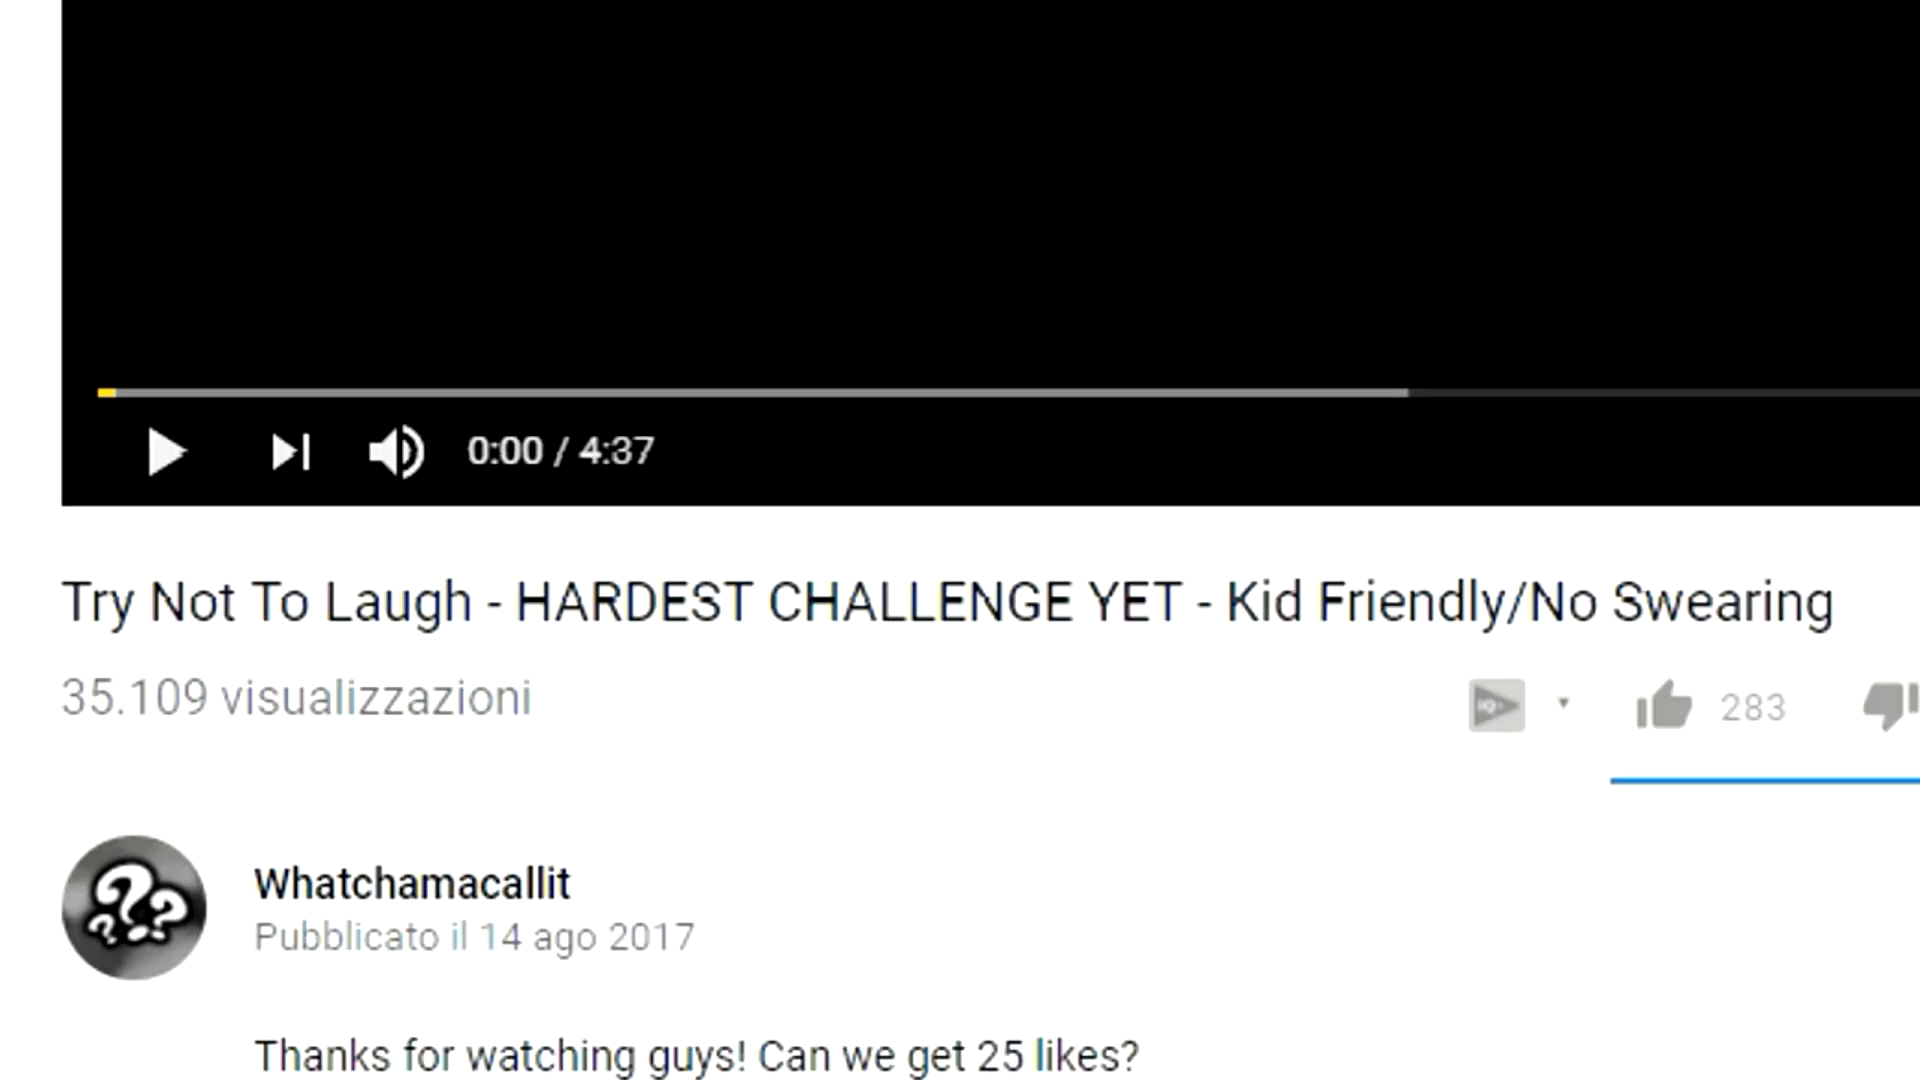 0:00 / 4:37
Try Not To Laugh - HARDEST CHALLENGE YET - Kid Friendly/No Swearing
35.109 visualizzazioni
283
Whatchamacallit
Pubblicato il 14 ago 2017
Thanks for watching guys! Can we get 25 likes?